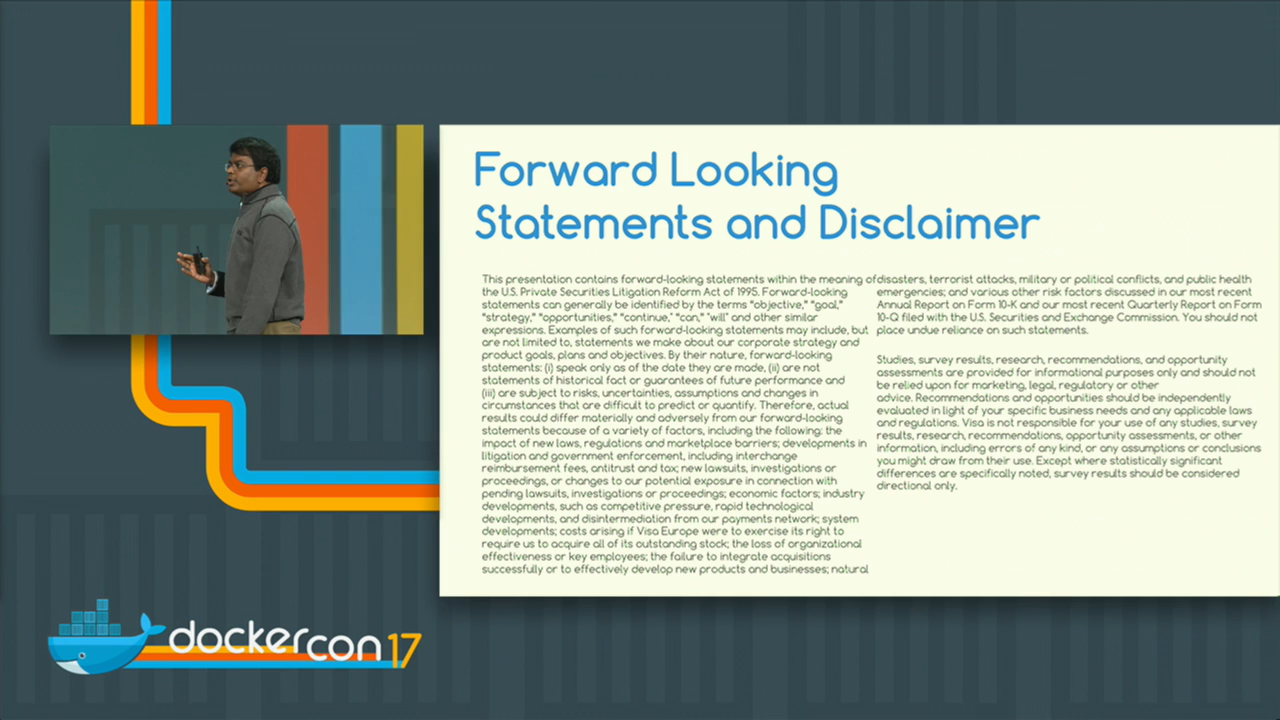 Forward Looking
Statements and Disclaimer
This presentation contains forward-looking statements within the meaning of
the U.S. Private Securities Litigation Reform Act of 1995. Forward-looking
statements can generally be identified by the terms "objective," "goal,"
"strategy," "opportunities," "continue," "can," "will" and other similar
expressions. Examples of such forward-looking statements may include, but
are not limited to, statements we make about our corporate strategy and
product goals, plans and objectives. By their nature, forward-looking
statements: (i) speak only as of the date they are made, (ii) are not
statements of historical fact or guarantees of future performance and
(iii) are subject to risks, uncertainties, assumptions and changes in
circumstances that are difficult to predict or quantify. Therefore, actual
results could differ materially and adversely from our forward-looking
statements because of a variety of factors, including the following: the
impact of new laws, regulations and marketplace barriers; developments in
litigation and government enforcement, including interchange
reimbursement fees, antitrust and tax; new lawsuits, investigations or
proceedings, or changes to our potential exposure in connection with
pending lawsuits, investigations or proceedings; economic factors; industry
developments, such as competitive pressure, rapid technological
developments, and disintermediation from our payments network; system
developments; costs arising if Visa Europe were to exercise its right to
require us to acquire all of its outstanding stock; the loss of organizational
effectiveness or key employees; the failure to integrate acquisitions
successfully or to effectively develop new products and businesses; natural
disasters, terrorist attacks, military or political conflicts, and public health
emergencies; and various other risk factors discussed in our most recent
Annual Report on Form 10-K and our most recent Quarterly Report on Form
10-Q filed with the U.S. Securities and Exchange Commission. You should not
place undue reliance on such statements.
Studies, survey results, research, recommendations, and opportunity
assessments are provided for informational purposes only and should not
be relied upon for marketing, legal, regulatory or other
advice. Recommendations and opportunities should be independently
evaluated in light of your specific business needs and any applicable laws
and regulations. Visa is not responsible for your use of any studies, survey
results, research, recommendations, opportunity assessments, or other
information, including errors of any kind, or any assumptions or conclusions
you might draw from their use. Except where statistically significant
differences are specifically noted, survey results should be considered
directional only.
dockercon 17